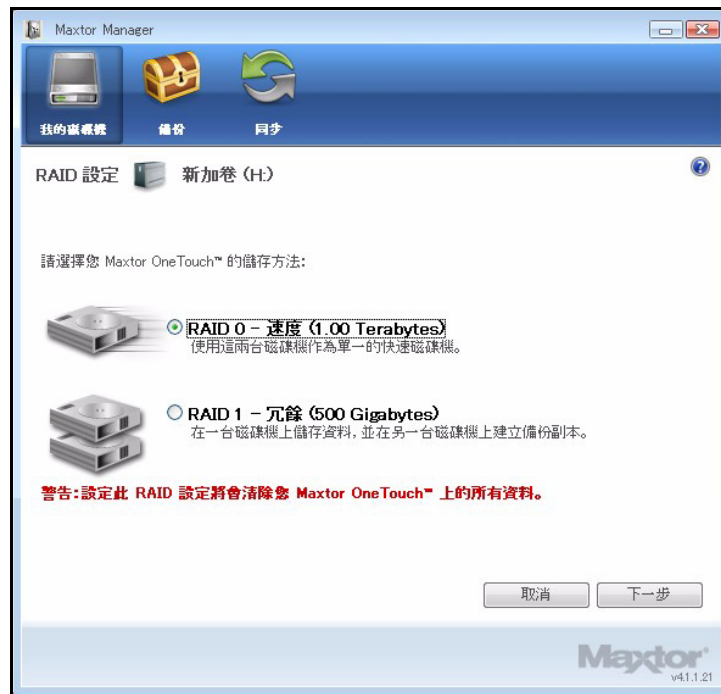 Maxtor Manager
我的磁碟機
備份
同步
RAID 設定 新加卷 (H:)
請選擇您 Maxtor OneTouch™ 的儲存方法:
RAID 0 - 速度 (1.00 Terabytes)
使用這兩台磁碟機作為單一的快速磁碟機。
RAID 1 - 冗餘 (500 Gigabytes)
在一台磁碟機上儲存資料, 並在另一台磁碟機上建立備份副本。
警告:設定此 RAID 設定將會清除您 Maxtor OneTouch™ 上的所有資料。
取消
下一步
Maxtor
v4.1.1.21